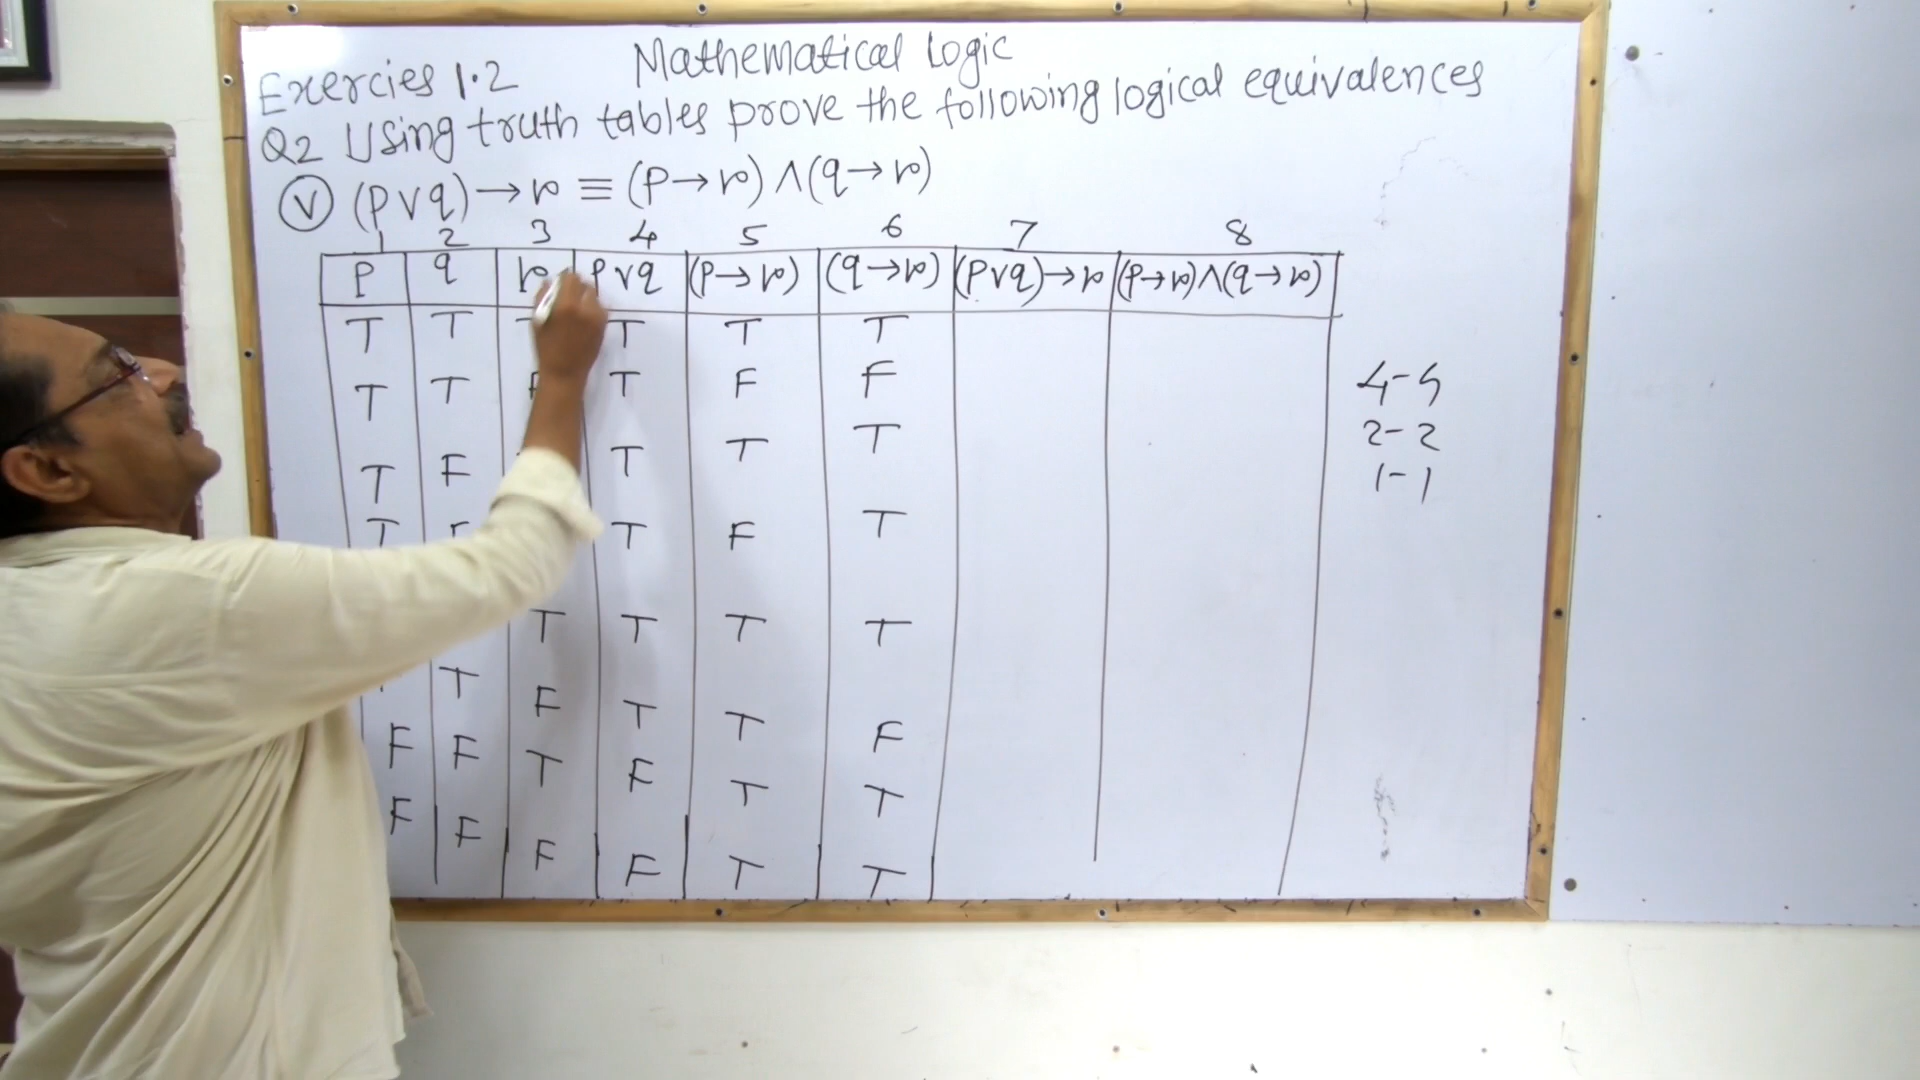 Mathematical Logic
Exercies 1.2
Q2 Using truth tables prove the following logical equivalences
V (p∨q)→r ≡ (p→r)∧(q→r)
1 2 3 4 5 6 7 8
p q r p∨q (p→r) (q→r) (p∨q)→r (p→r)∧(q→r)
T T T T T
T T F T F F
T F T T T
T T F T
T T T T
T F T T F
F F T F T T
F F F F T T
4-4
2-2
1-1